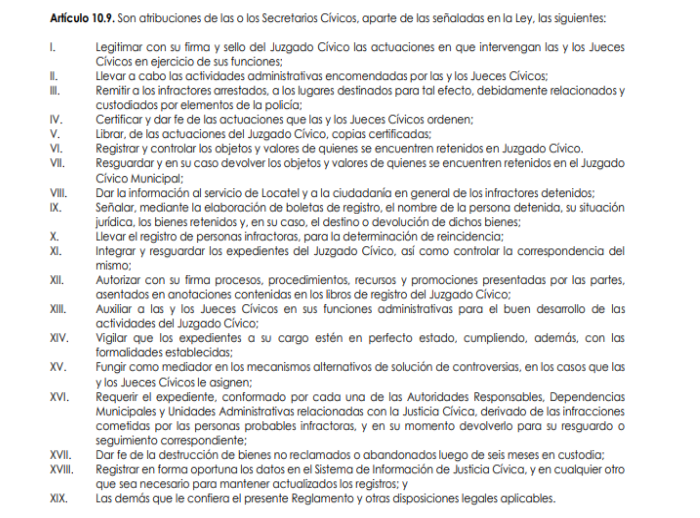 Artículo 10.9. Son atribuciones de las o los Secretarios Cívicos, aparte de las señaladas en la Ley, las siguientes:
I. Legitimar con su firma y sello del Juzgado Cívico las actuaciones en que intervengan las y los Jueces
Cívicos en ejercicio de sus funciones;
II. Llevar a cabo las actividades administrativas encomendadas por las y los Jueces Cívicos;
III. Remitir a los infractores arrestados, a los lugares destinados para tal efecto, debidamente relacionados y
custodiados por elementos de la policía;
IV. Certificar y dar fe de las actuaciones que las y los Jueces Cívicos ordenen;
V. Librar, de las actuaciones del Juzgado Cívico, copias certificadas;
VI. Registrar y controlar los objetos y valores de quienes se encuentren retenidos en Juzgado Cívico.
VII. Resguardar y en su caso devolver los objetos y valores de quienes se encuentren retenidos en el Juzgado
Cívico Municipal;
VIII. Dar la información al servicio de Locatel y a la ciudadanía en general de los infractores detenidos;
IX. Señalar, mediante la elaboración de boletas de registro, el nombre de la persona detenida, su situación
jurídica, los bienes retenidos y, en su caso, el destino o devolución de dichos bienes;
X. Llevar el registro de personas infractoras, para la determinación de reincidencia;
XI. Integrar y resguardar los expedientes del Juzgado Cívico, así como controlar la correspondencia del
mismo;
XII. Autorizar con su firma procesos, procedimientos, recursos y promociones presentadas por las partes,
asentados en anotaciones contenidas en los libros de registro del Juzgado Cívico;
XIII. Auxiliar a las y los Jueces Cívicos en sus funciones administrativas para el buen desarrollo de las
actividades del Juzgado Cívico;
XIV. Vigilar que los expedientes a su cargo estén en perfecto estado, cumpliendo, además, con las
formalidades establecidas;
XV. Fungir como mediador en los mecanismos alternativos de solución de controversias, en los casos que las
y los Jueces Cívicos le asignen;
XVI. Requerir el expediente, conformado por cada una de las Autoridades Responsables, Dependencias
Municipales y Unidades Administrativas relacionadas con la Justicia Cívica, derivado de las infracciones
cometidas por las personas probables infractoras, y en su momento devolverlo para su resguardo o
seguimiento correspondiente;
XVII. Dar fe de la destrucción de bienes no reclamados o abandonados luego de seis meses en custodia;
XVIII. Registrar en forma oportuna los datos en el Sistema de Información de Justicia Cívica, y en cualquier otro
que sea necesario para mantener actualizados los registros; y
XIX. Las demás que le confiera el presente Reglamento y otras disposiciones legales aplicables.